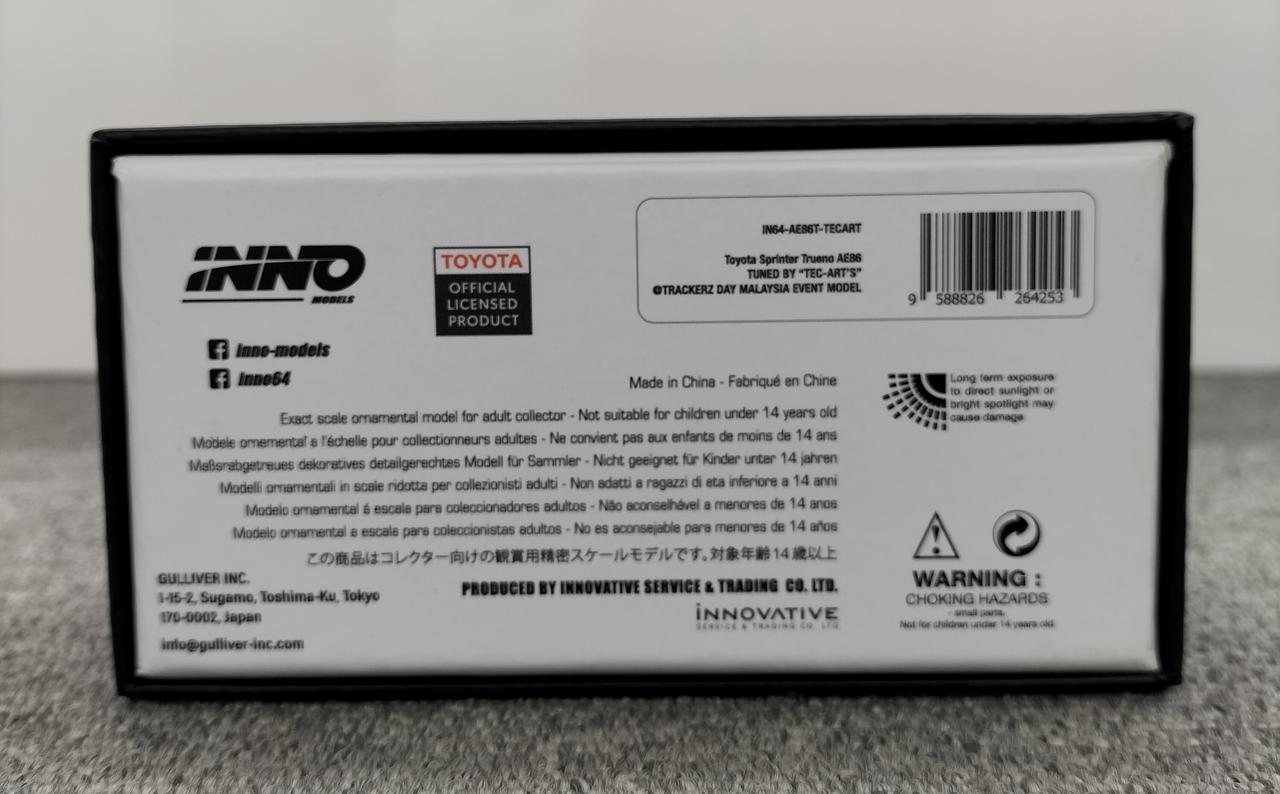 INNO
MODELS
inno-models
inno64
TOYOTA
OFFICIAL
LICENSED
PRODUCT
IN64-AE86T-TECART
Toyota Sprinter Trueno AE86
TUNED BY "TEC-ART'S"
@TRACKERZ DAY MALAYSIA EVENT MODEL
9 588826 264253
Made in China - Fabriqué en Chine
Exact scale ornamental model for adult collector - Not suitable for children under 14 years old
Modele ornemental a l'échelle pour collectionneurs adultes - Ne convient pas aux enfants de moins de 14 ans
Maßsrabgetreues dekoratives detailgerechtes Modell für Sammler - Nicht geeignet für Kinder unter 14 jahren
Modelli ornamentali in scale ridotta per collezionisti adulti - Non adatti a ragazzi di eta inferiore a 14 anni
Modelo ornamental á escala para coleccionadores adultos - Não aconselhável a menores de 14 anos
Modelo ornamental a escala para coleccionistas adultos - No es aconsejable para menores de 14 años
この商品はコレクター向けの観賞用精密スケールモデルです。対象年齢14歳以上
Long term exposure
to direct sunlight or
bright spotlight may
cause damage
GULLIVER INC.
1-15-2, Sugamo, Toshima-Ku, Tokyo
170-0002, Japan
info@gulliver-inc.com
PRODUCED BY INNOVATIVE SERVICE & TRADING CO. LTD.
INNOVATIVE
SERVICE & TRADING CO. LTD
WARNING :
CHOKING HAZARDS
- small parts.
Not for children under 14 years old